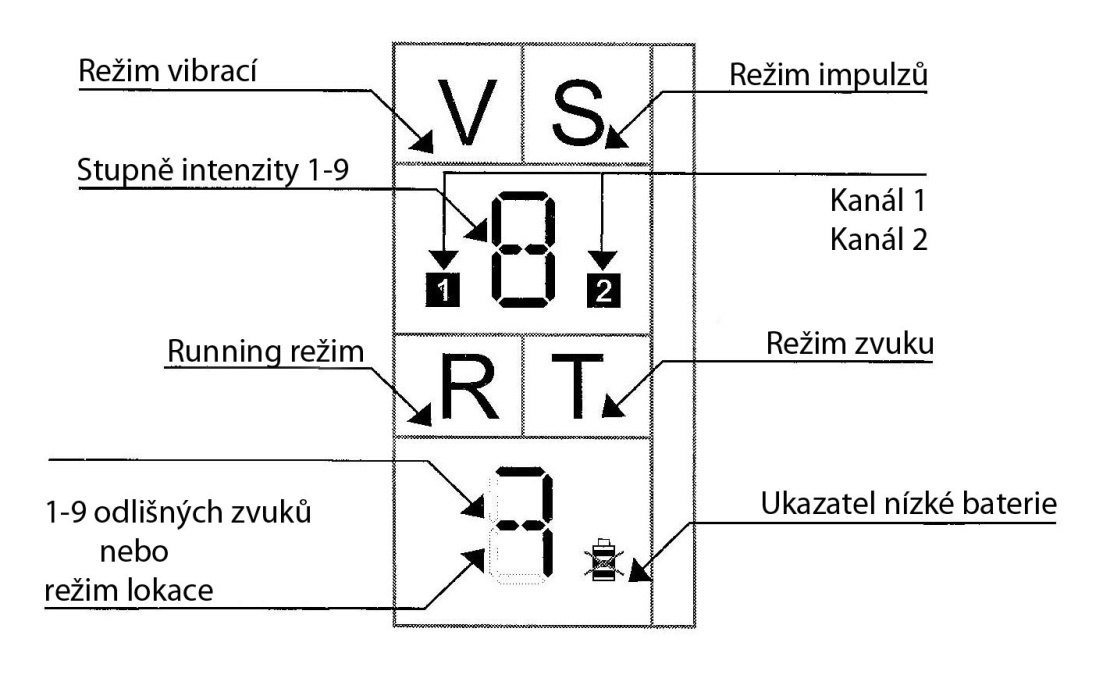 Režim vibrací
V S
Režim impulzů
Stupně intenzity 1-9
Kanál 1
Kanál 2
8
1 2
Running režim
R T
Režim zvuku
1-9 odlišných zvuků
nebo
režim lokace
Ukazatel nízké baterie